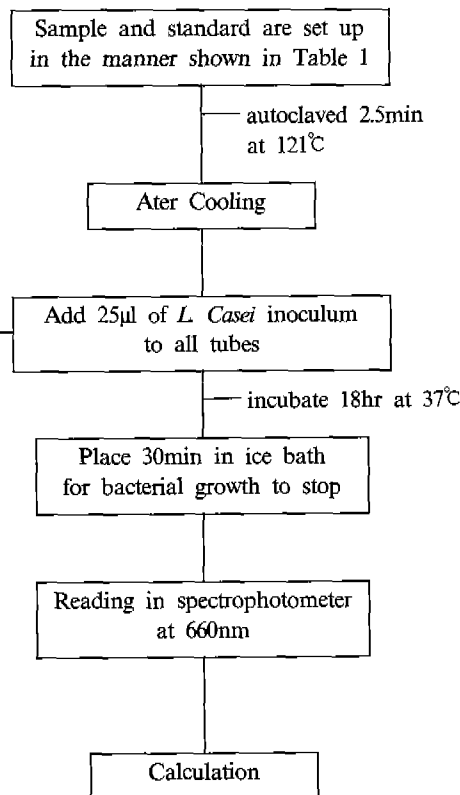 Sample and standard are set up
in the manner shown in Table 1
autoclaved 2.5min
at 121℃
Ater Cooling
Add 25μl of L. Casei inoculum
to all tubes
incubate 18hr at 37℃
Place 30min in ice bath
for bacterial growth to stop
Reading in spectrophotometer
at 660nm
Calculation